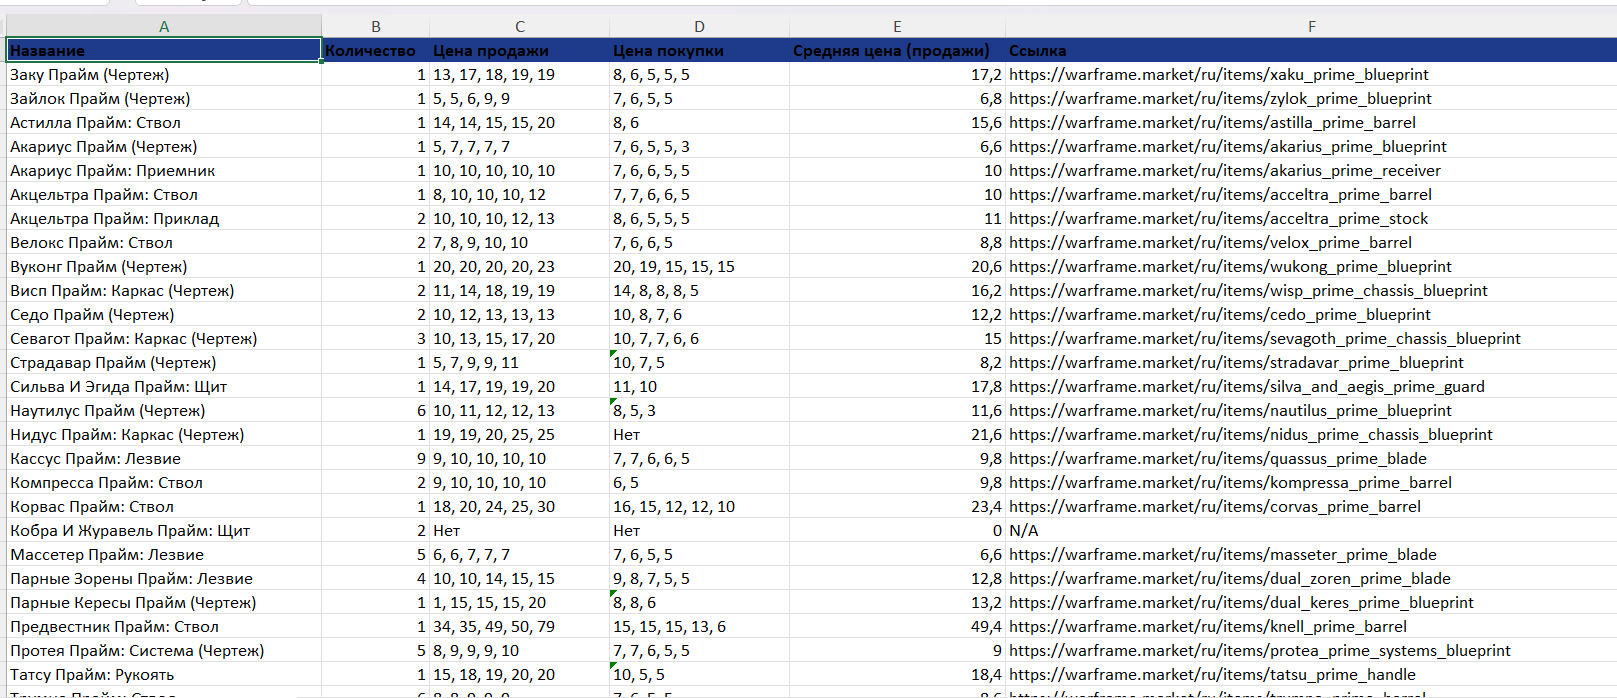 A B C D E F
Название Количество Цена продажи Цена покупки Средняя цена (продажи) Ссылка
Заку Прайм (Чертеж) 1 13, 17, 18, 19, 19 8, 6, 5, 5, 5 17,2 https://warframe.market/ru/items/xaku_prime_blueprint
Зайлок Прайм (Чертеж) 1 5, 5, 6, 9, 9 7, 6, 5, 5 6,8 https://warframe.market/ru/items/zylok_prime_blueprint
Астилла Прайм: Ствол 1 14, 14, 15, 15, 20 8, 6 15,6 https://warframe.market/ru/items/astilla_prime_barrel
Акариус Прайм (Чертеж) 1 5, 7, 7, 7, 7 7, 6, 5, 5, 3 6,6 https://warframe.market/ru/items/akarius_prime_blueprint
Акариус Прайм: Приемник 1 10, 10, 10, 10, 10 7, 6, 6, 5, 5 10 https://warframe.market/ru/items/akarius_prime_receiver
Акцельтра Прайм: Ствол 1 8, 10, 10, 10, 12 7, 7, 6, 6, 5 10 https://warframe.market/ru/items/acceltra_prime_barrel
Акцельтра Прайм: Приклад 2 10, 10, 10, 12, 13 8, 6, 5, 5, 5 11 https://warframe.market/ru/items/acceltra_prime_stock
Велокс Прайм: Ствол 2 7, 8, 9, 10, 10 7, 6, 6, 5 8,8 https://warframe.market/ru/items/velox_prime_barrel
Вуконг Прайм (Чертеж) 1 20, 20, 20, 20, 23 20, 19, 15, 15, 15 20,6 https://warframe.market/ru/items/wukong_prime_blueprint
Висп Прайм: Каркас (Чертеж) 2 11, 14, 18, 19, 19 14, 8, 8, 8, 5 16,2 https://warframe.market/ru/items/wisp_prime_chassis_blueprint
Седо Прайм (Чертеж) 2 10, 12, 13, 13, 13 10, 8, 7, 6 12,2 https://warframe.market/ru/items/cedo_prime_blueprint
Севагот Прайм: Каркас (Чертеж) 3 10, 13, 15, 17, 20 10, 7, 7, 6, 6 15 https://warframe.market/ru/items/sevagoth_prime_chassis_blueprint
Страдавар Прайм (Чертеж) 1 5, 7, 9, 9, 11 10, 7, 5 8,2 https://warframe.market/ru/items/stradavar_prime_blueprint
Сильва И Эгида Прайм: Щит 1 14, 17, 19, 19, 20 11, 10 17,8 https://warframe.market/ru/items/silva_and_aegis_prime_guard
Наутилус Прайм (Чертеж) 6 10, 11, 12, 12, 13 8, 5, 3 11,6 https://warframe.market/ru/items/nautilus_prime_blueprint
Нидус Прайм: Каркас (Чертеж) 1 19, 19, 20, 25, 25 Нет 21,6 https://warframe.market/ru/items/nidus_prime_chassis_blueprint
Кассус Прайм: Лезвие 9 9, 10, 10, 10, 10 7, 7, 6, 6, 5 9,8 https://warframe.market/ru/items/quassus_prime_blade
Компресса Прайм: Ствол 2 9, 10, 10, 10, 10 6, 5 9,8 https://warframe.market/ru/items/kompressa_prime_barrel
Корвас Прайм: Ствол 1 18, 20, 24, 25, 30 16, 15, 12, 12, 10 23,4 https://warframe.market/ru/items/corvas_prime_barrel
Кобра И Журавель Прайм: Щит 2 Нет Нет 0 N/A
Массетер Прайм: Лезвие 5 6, 6, 7, 7, 7 7, 6, 5, 5 6,6 https://warframe.market/ru/items/masseter_prime_blade
Парные Зорены Прайм: Лезвие 4 10, 10, 14, 15, 15 9, 8, 7, 5, 5 12,8 https://warframe.market/ru/items/dual_zoren_prime_blade
Парные Кересы Прайм (Чертеж) 1 1, 15, 15, 15, 20 8, 8, 6 13,2 https://warframe.market/ru/items/dual_keres_prime_blueprint
Предвестник Прайм: Ствол 1 34, 35, 49, 50, 79 15, 15, 15, 13, 6 49,4 https://warframe.market/ru/items/knell_prime_barrel
Протея Прайм: Система (Чертеж) 5 8, 9, 9, 9, 10 7, 7, 6, 5, 5 9 https://warframe.market/ru/items/protea_prime_systems_blueprint
Татсу Прайм: Рукоять 1 15, 18, 19, 20, 20 10, 5, 5 18,4 https://warframe.market/ru/items/tatsu_prime_handle